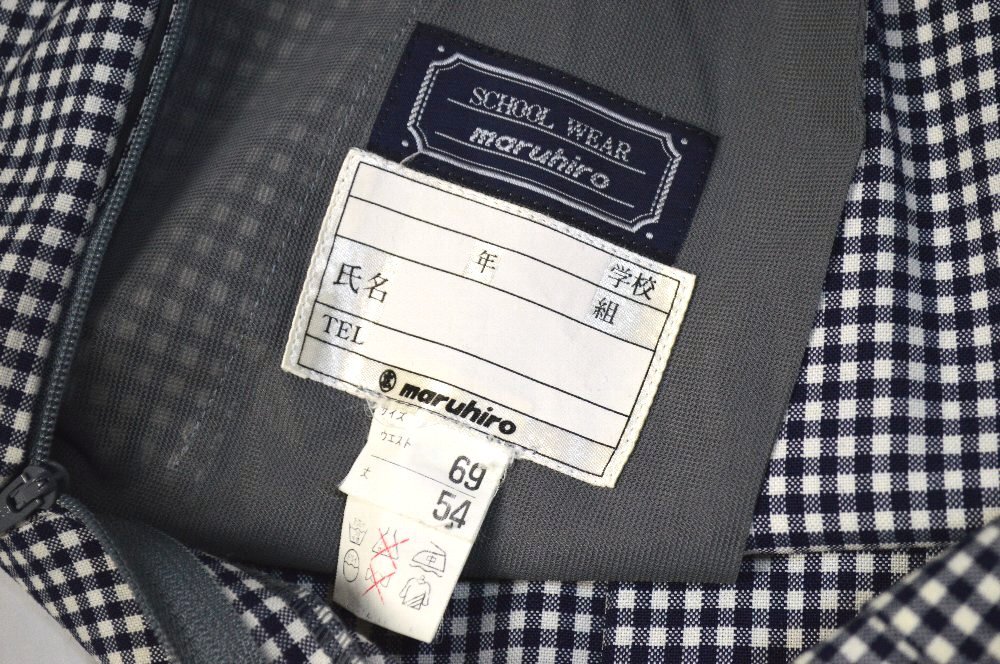 SCHOOL WEAR
maruhiro
学校
年 組
氏名
TEL
maruhiro
サイズ
ウエスト 69
丈 54